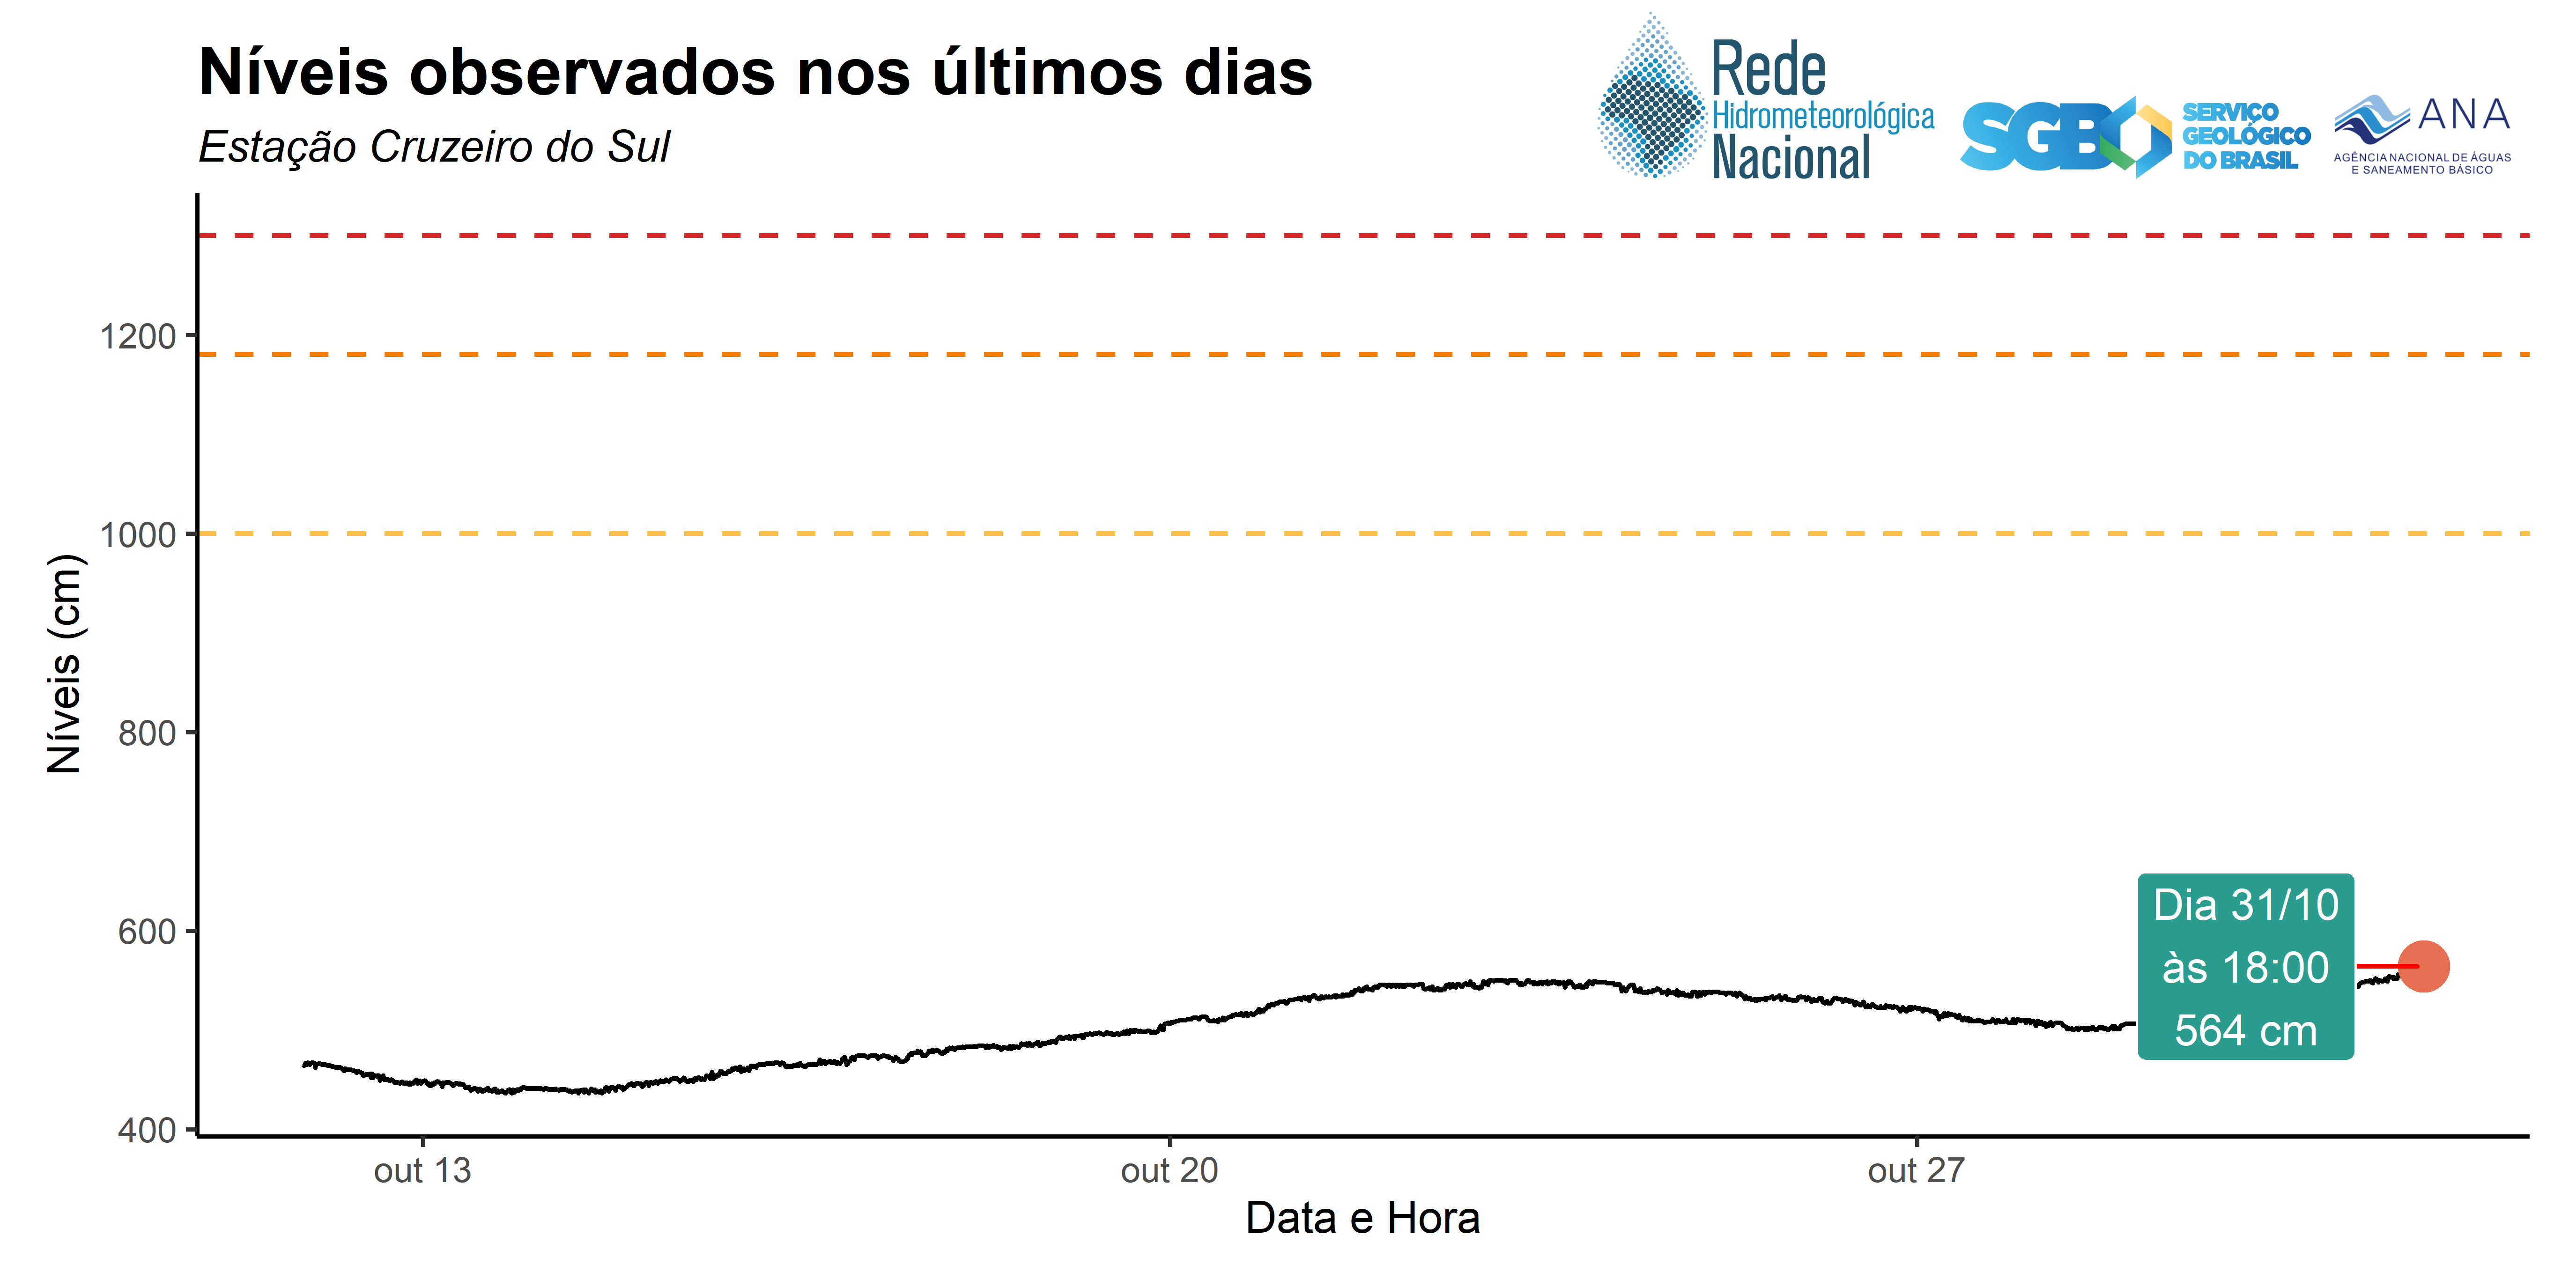 Níveis observados nos últimos dias
Estação Cruzeiro do Sul
Rede
Hidrometeorológica
Nacional
SGB
SERVIÇO
GEOLÓGICO
DO BRASIL
ANA
AGÊNCIA NACIONAL DE ÁGUAS
E SANEAMENTO BÁSICO
Níveis (cm)
1200
1000
800
600
400
Dia 31/10
às 18:00
564 cm
out 13
out 20
out 27
Data e Hora